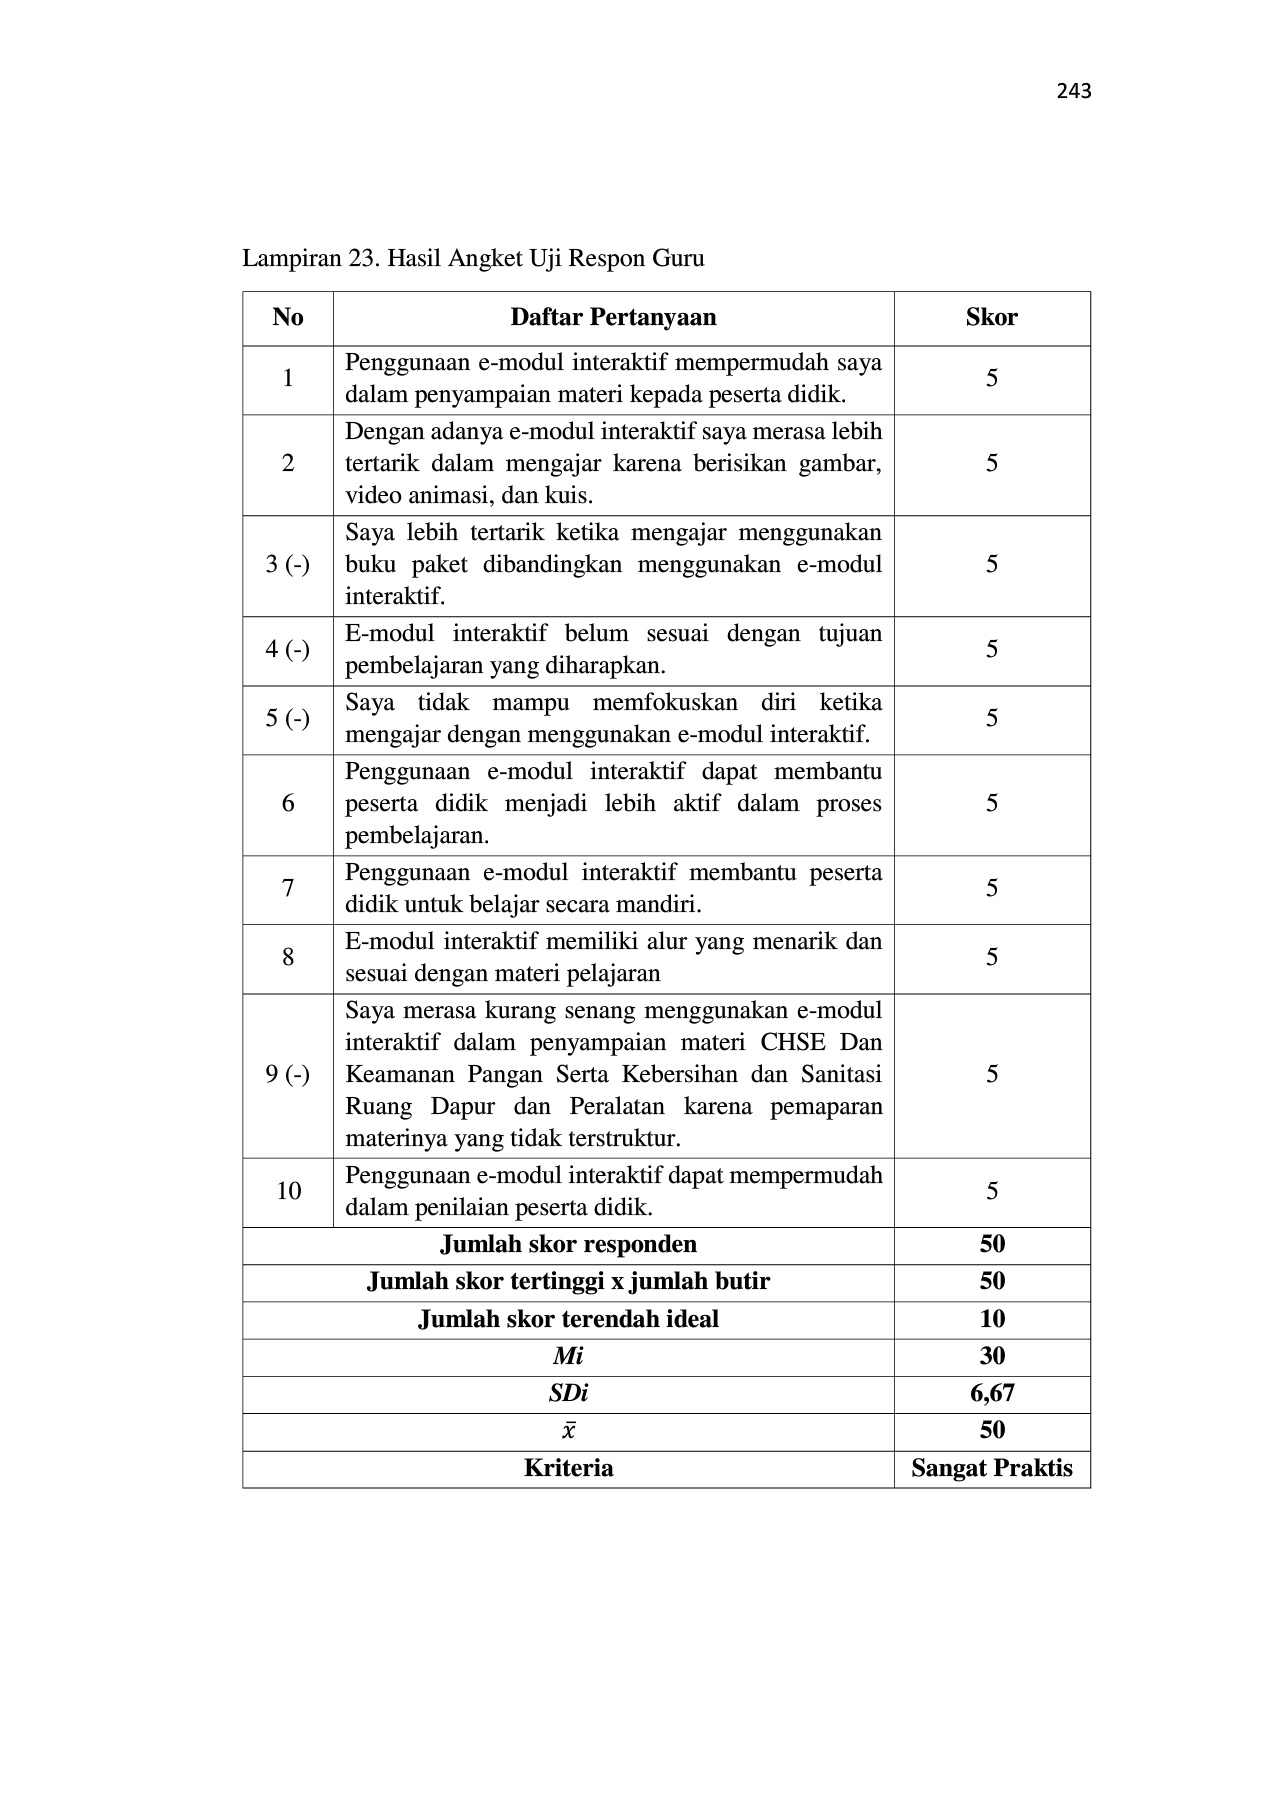 243
Lampiran 23. Hasil Angket Uji Respon Guru
No Daftar Pertanyaan Skor
1 Penggunaan e-modul interaktif mempermudah saya 5
dalam penyampaian materi kepada peserta didik.
2 Dengan adanya e-modul interaktif saya merasa lebih 5
tertarik dalam mengajar karena berisikan gambar,
video animasi, dan kuis.
3 (-) Saya lebih tertarik ketika mengajar menggunakan 5
buku paket dibandingkan menggunakan e-modul
interaktif.
4 (-) E-modul interaktif belum sesuai dengan tujuan 5
pembelajaran yang diharapkan.
5 (-) Saya tidak mampu memfokuskan diri ketika 5
mengajar dengan menggunakan e-modul interaktif.
6 Penggunaan e-modul interaktif dapat membantu 5
peserta didik menjadi lebih aktif dalam proses
pembelajaran.
7 Penggunaan e-modul interaktif membantu peserta 5
didik untuk belajar secara mandiri.
8 E-modul interaktif memiliki alur yang menarik dan 5
sesuai dengan materi pelajaran
9 (-) Saya merasa kurang senang menggunakan e-modul 5
interaktif dalam penyampaian materi CHSE Dan
Keamanan Pangan Serta Kebersihan dan Sanitasi
Ruang Dapur dan Peralatan karena pemaparan
materinya yang tidak terstruktur.
10 Penggunaan e-modul interaktif dapat mempermudah 5
dalam penilaian peserta didik.
Jumlah skor responden 50
Jumlah skor tertinggi x jumlah butir 50
Jumlah skor terendah ideal 10
Mi 30
SDi 6,67
x̄ 50
Kriteria Sangat Praktis